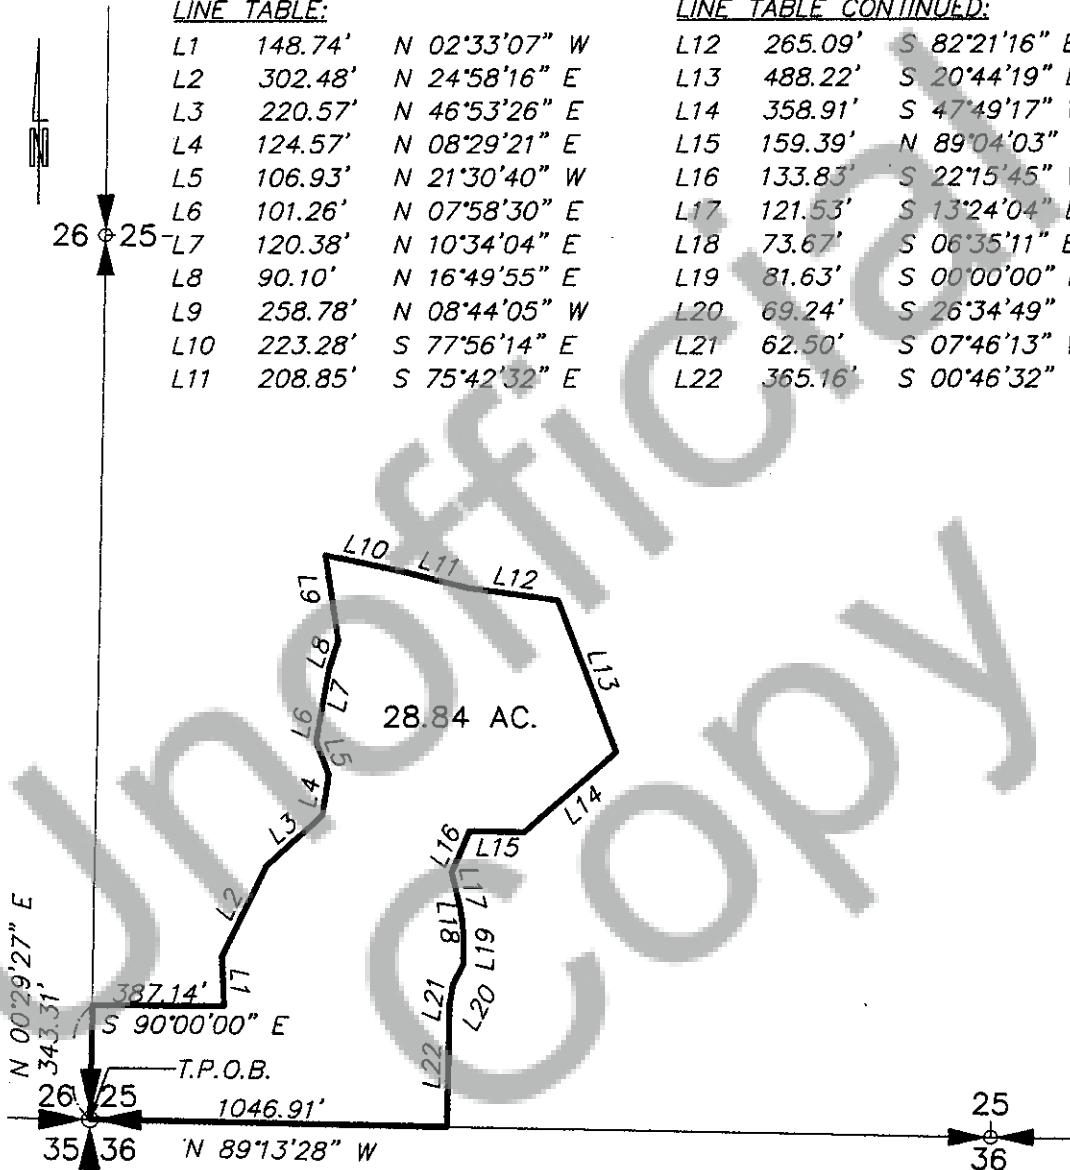 LINE TABLE:
L1 148.74' N 02°33'07" W
L2 302.48' N 24°58'16" E
L3 220.57' N 46°53'26" E
L4 124.57' N 08°29'21" E
L5 106.93' N 21°30'40" W
L6 101.26' N 07°58'30" E
L7 120.38' N 10°34'04" E
L8 90.10' N 16°49'55" E
L9 258.78' N 08°44'05" W
L10 223.28' S 77°56'14" E
L11 208.85' S 75°42'32" E
LINE TABLE CONTINUED:
L12 265.09' S 82°21'16" E
L13 488.22' S 20°44'19"
L14 358.91' S 47°49'17"
L15 159.39' N 89°04'03"
L16 133.83' S 22°15'45"
L17 121.53' S 13°24'04" E
L18 73.67' S 06°35'11" E
L19 81.63' S 00°00'00"
L20 69.24' S 26°34'49"
L21 62.50' S 07°46'13"
L22 365.16' S 00°46'32"
N
26 25
L10
L11
L12
L9
L8
L13
L7
28.84 AC.
L6
L5
L4
L14
L3
L16
L15
L17
L2
L18
L19
L1
L21
L20
N 00°29'27" E
343.31'
387.14'
S 90°00'00" E
L22
T.P.O.B.
26 25
1046.91'
35 36
N 89°13'28" W
25
36
Unofficial
Copy